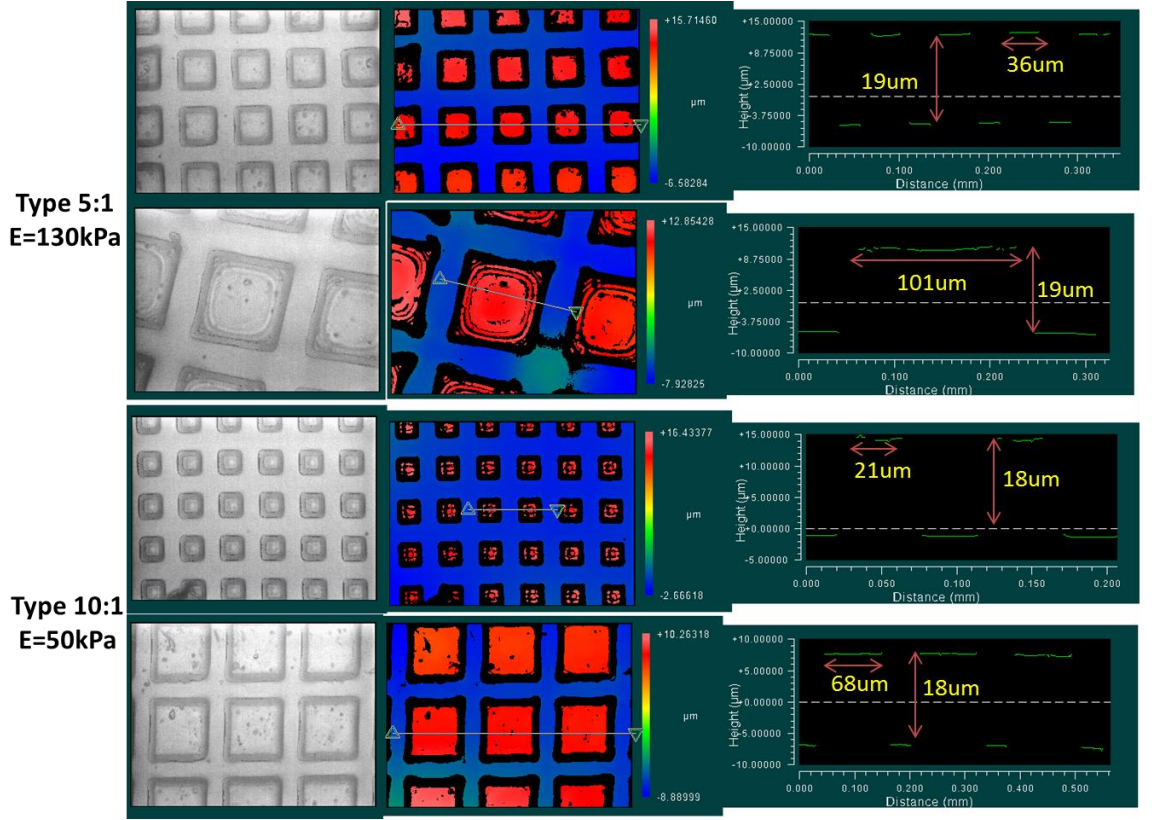 Type 5:1
E=130kPa
+15.71460
µm
-6.58284
+15.00000
+8.75000
+2.50000
-3.75000
-10.00000
Height (µm)
0.000
0.100
0.200
0.300
Distance (mm)
19um
36um
+12.85428
µm
-7.92825
+15.00000
+8.75000
+2.50000
-3.75000
-10.00000
Height (µm)
0.000
0.100
0.200
0.300
Distance (mm)
101um
19um
Type 10:1
E=50kPa
+16.43377
µm
-2.66618
+15.00000
+10.00000
+5.00000
+0.00000
-5.00000
Height (µm)
0.000
0.050
0.100
0.150
0.200
Distance (mm)
21um
18um
+10.26318
µm
-8.88999
+10.00000
+5.00000
+0.00000
-5.00000
-10.00000
Height (µm)
0.000
0.100
0.200
0.300
0.400
0.500
Distance (mm)
68um
18um